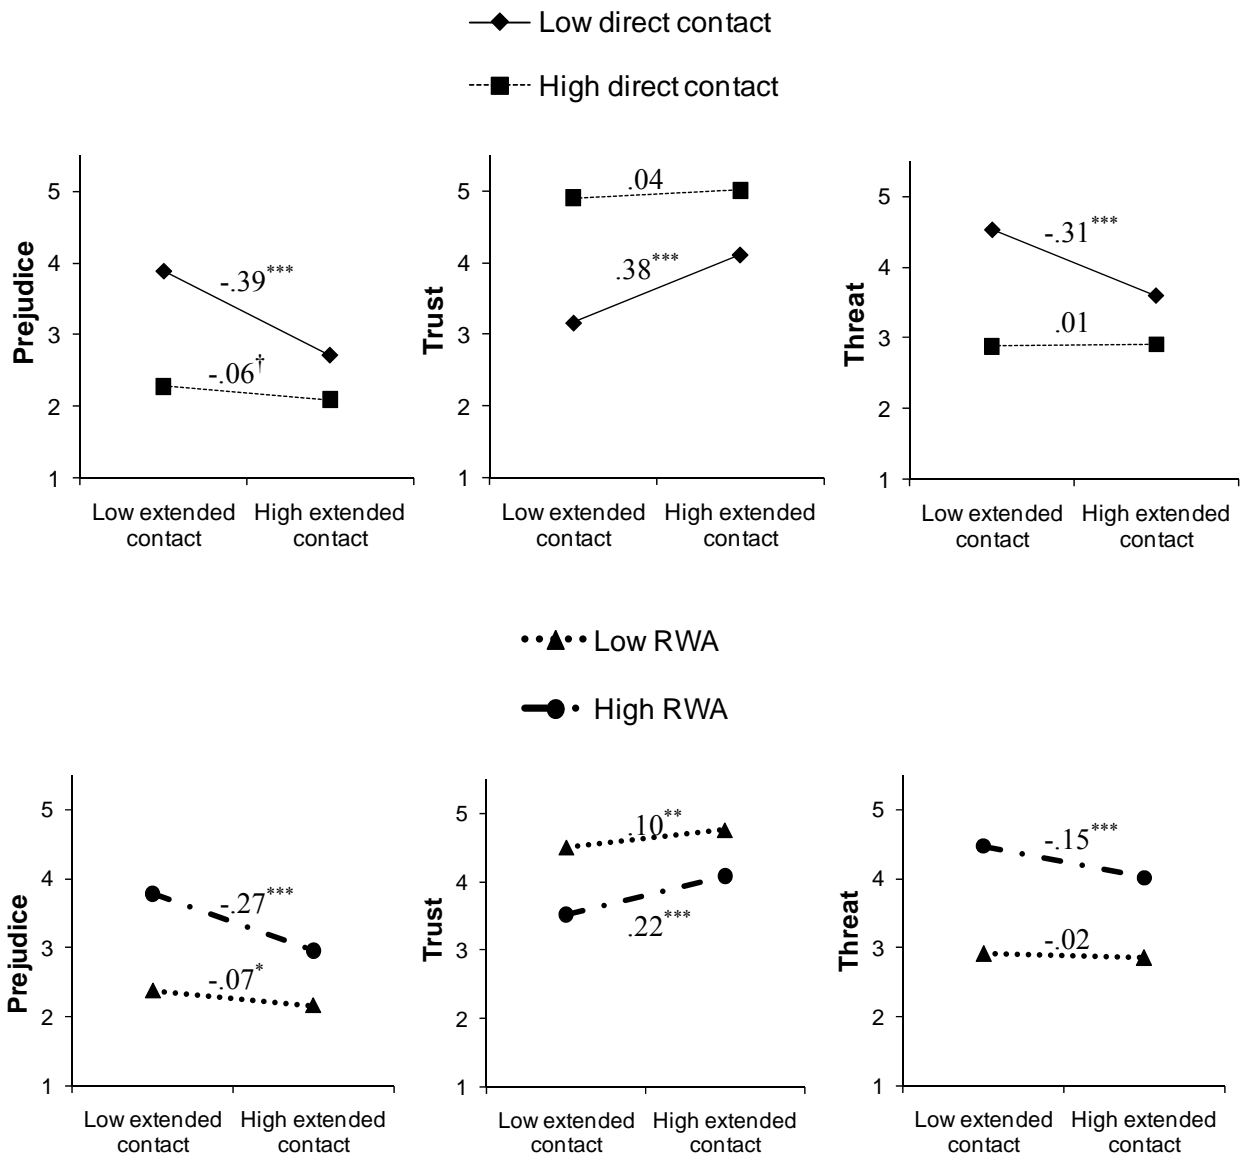 Low direct contact
High direct contact
Prejudice
5
4
3
2
1
-.39***
-.06†
Low extended
contact
High extended
contact
Trust
5
4
3
2
1
.04
.38***
Low extended
contact
High extended
contact
Threat
5
4
3
2
1
-.31***
.01
Low extended
contact
High extended
contact
Low RWA
High RWA
Prejudice
5
4
3
2
1
-.27***
-.07*
Low extended
contact
High extended
contact
Trust
5
4
3
2
1
.10**
.22***
Low extended
contact
High extended
contact
Threat
5
4
3
2
1
-.15***
-.02
Low extended
contact
High extended
contact